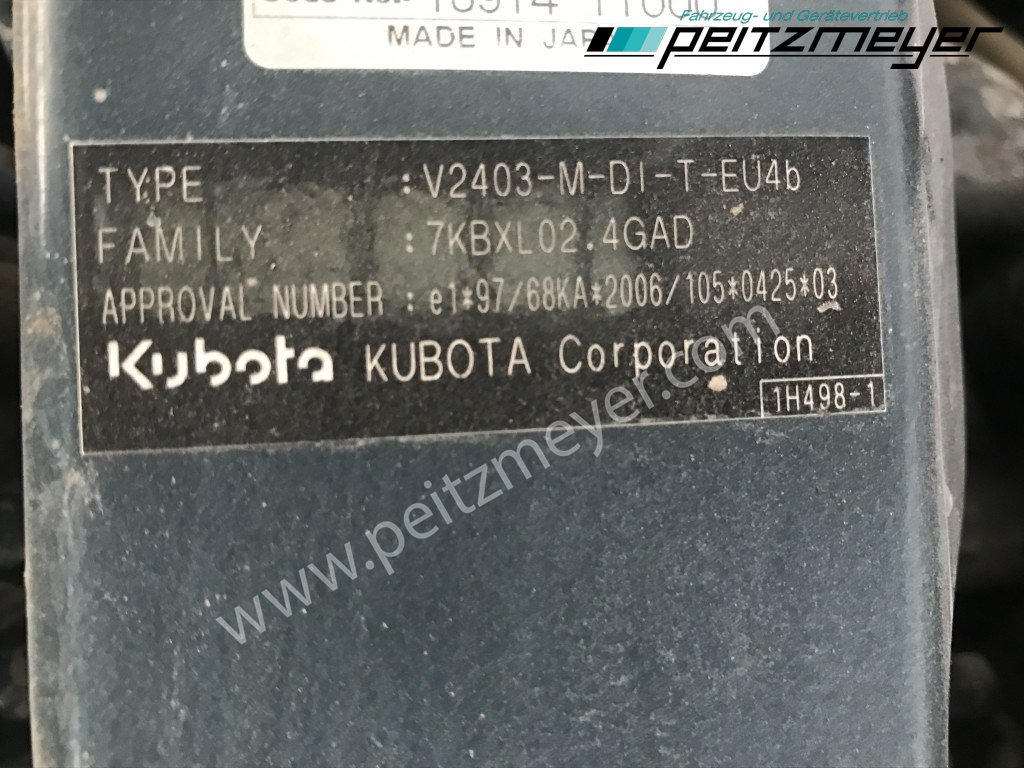 Fahrzeug- und Gerätevertrieb
peitzmeyer
MADE IN
TYPE : V2403-M-DI-T-EU4b
FAMILY : 7KBXL02.4GAD
APPROVAL NUMBER : e1*97/68KA*2006/105*0425*03
Kubota KUBOTA Corporation
1H498-1
www.peitzmeyer.com